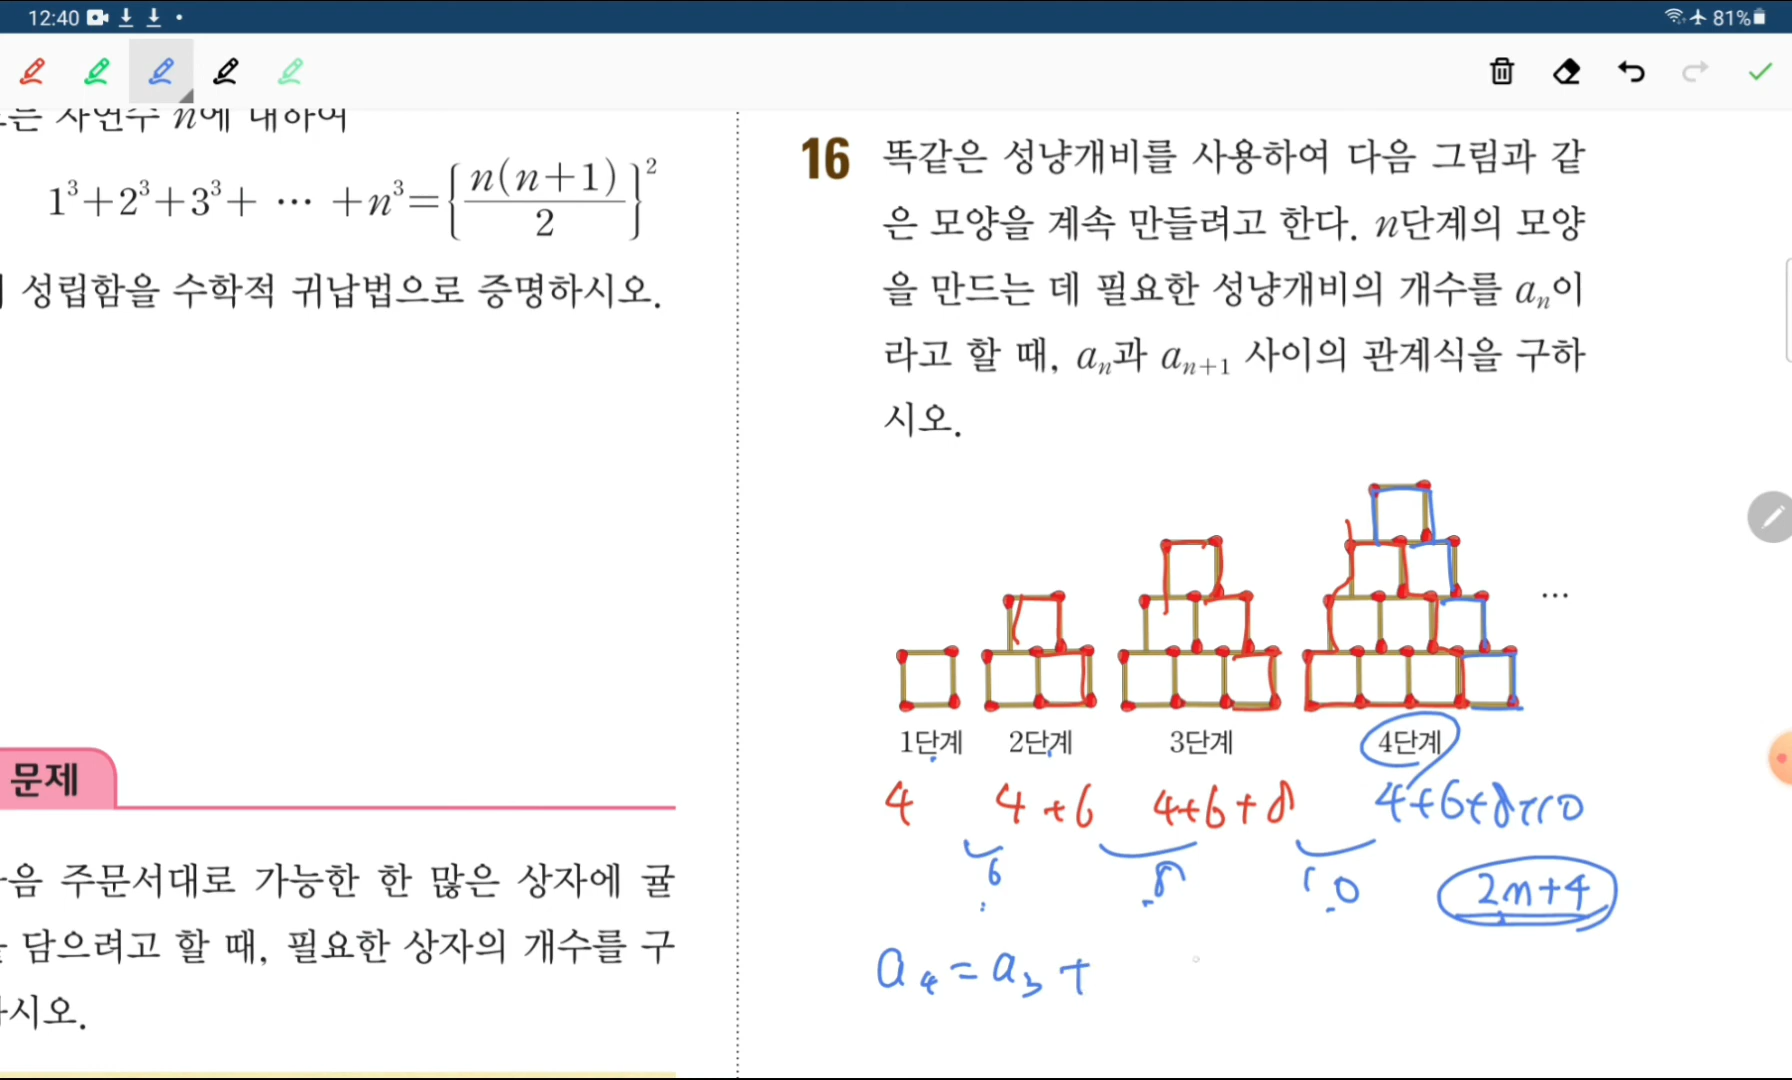 12:40
81%
는 자연수 n에 대하여
1³+2³+3³+ ⋯ +n³={n(n+1)/2}²
성립함을 수학적 귀납법으로 증명하시오.
문제
음 주문서대로 가능한 한 많은 상자에 귤
담으려고 할 때, 필요한 상자의 개수를 구
시오.
16 똑같은 성냥개비를 사용하여 다음 그림과 같
은 모양을 계속 만들려고 한다. n단계의 모양
을 만드는 데 필요한 성냥개비의 개수를 aₙ이
라고 할 때, aₙ과 aₙ₊₁ 사이의 관계식을 구하
시오.
⋯
1단계 2단계 3단계 4단계
4 4+6 4+6+8 4+6+8+10
6 8 10 2n+4
a₄=a₃+